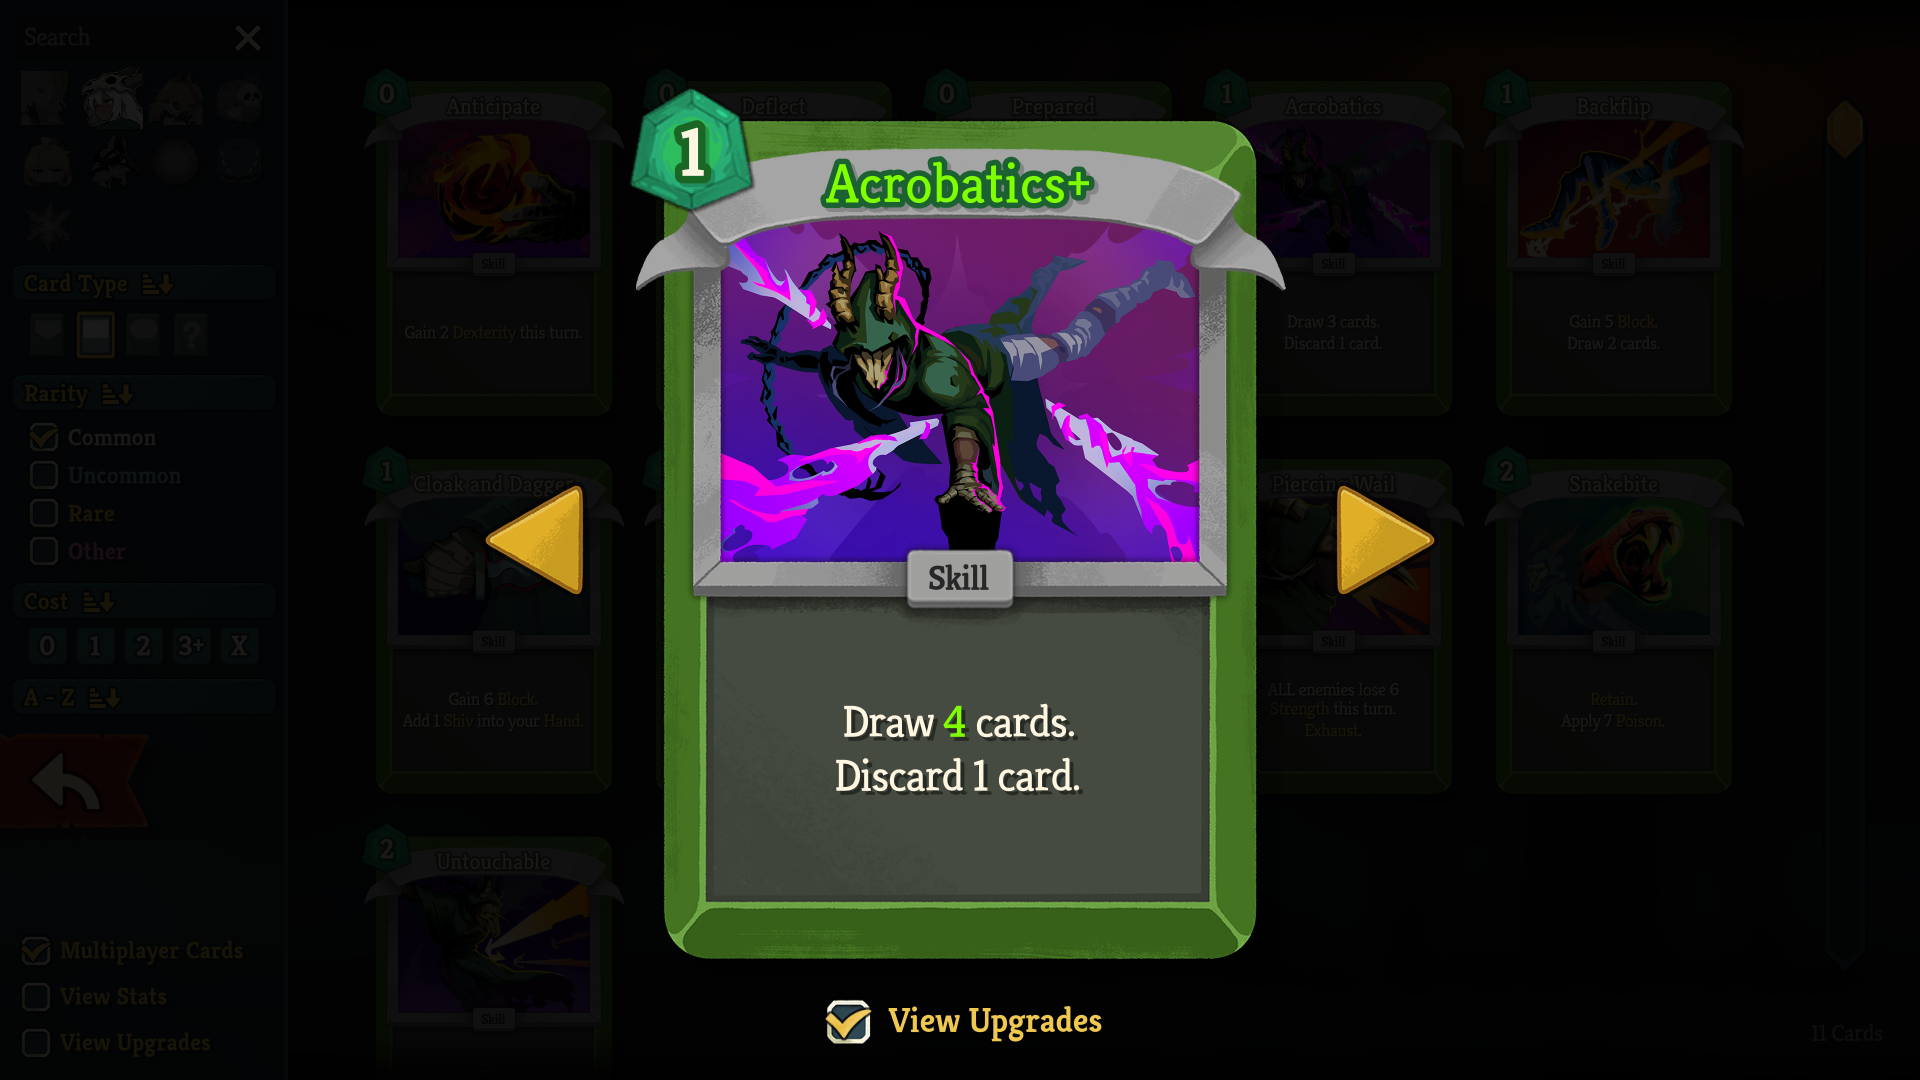 Search
0
Anticipate
Skill
Gain 2 Dexterity this turn.
0
Deflect
0
Prepared
1
Acrobatics
Skill
Draw 3 cards.
Discard 1 card.
1
Backflip
Skill
Gain 5 Block.
Draw 2 cards.
1
Acrobatics+
Skill
Draw 4 cards.
Discard 1 card.
Card Type
?
Rarity
Common
Uncommon
Rare
Other
Cost
0 1 2 3+ X
A - Z
1
Cloak and Dagger
Skill
Gain 6 Block.
Add 1 Shiv into your Hand.
Piercing Wail
Skill
ALL enemies lose 6
Strength this turn.
Exhaust.
2
Snakebite
Skill
Retain.
Apply 7 Poison.
2
Untouchable
Skill
Multiplayer Cards
View Stats
View Upgrades
View Upgrades
11 Cards